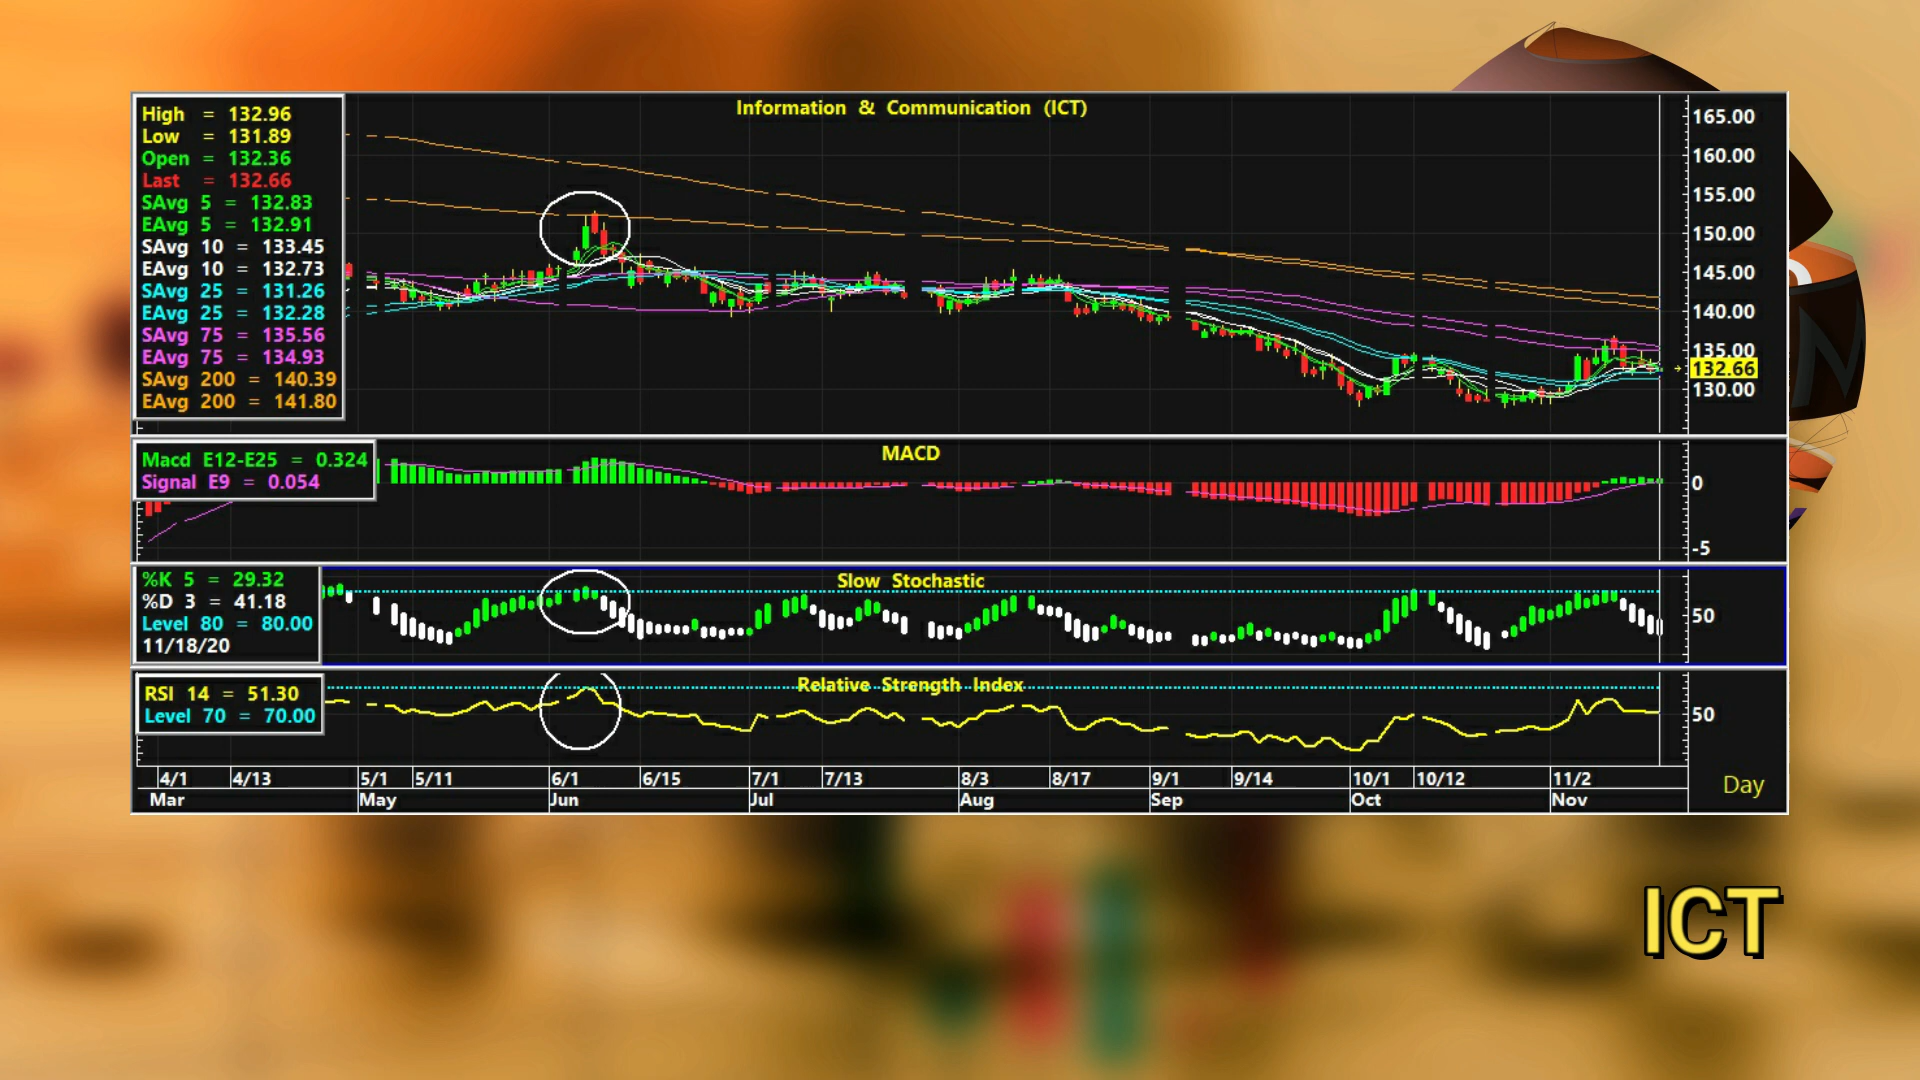 Information & Communication (ICT)
High = 132.96
Low = 131.89
Open = 132.36
Last = 132.66
SAvg 5 = 132.83
EAvg 5 = 132.91
SAvg 10 = 133.45
EAvg 10 = 132.73
SAvg 25 = 131.26
EAvg 25 = 132.28
SAvg 75 = 135.56
EAvg 75 = 134.93
SAvg 200 = 140.39
EAvg 200 = 141.80
165.00
160.00
155.00
150.00
145.00
140.00
135.00
132.66
130.00
MACD
Macd E12-E25 = 0.324
Signal E9 = 0.054
0
-5
Slow Stochastic
%K 5 = 29.32
%D 3 = 41.18
Level 80 = 80.00
11/18/20
50
Relative Strength Index
RSI 14 = 51.30
Level 70 = 70.00
50
4/1 4/13 5/1 5/11 6/1 6/15 7/1 7/13 8/3 8/17 9/1 9/14 10/1 10/12 11/2
Mar May Jun Jul Aug Sep Oct Nov
Day
ICT